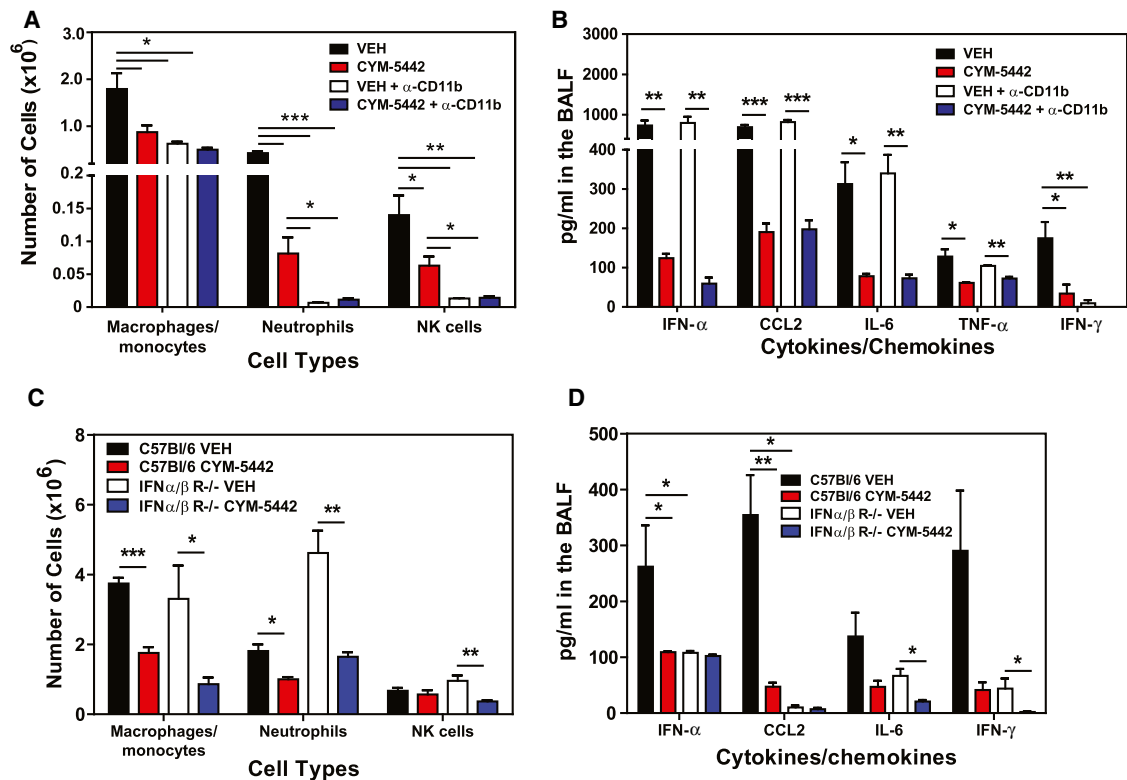 A
Number of Cells (x10⁶)
3.0
2.0
1.0
0.2
0.15
0.1
0.05
0
*
***
*
**
*
*
VEH
CYM-5442
VEH + α-CD11b
CYM-5442 + α-CD11b
Macrophages/
monocytes
Neutrophils
NK cells
Cell Types
B
pg/ml in the BALF
3000
2000
1000
400
300
200
100
0
VEH
CYM-5442
VEH + α-CD11b
CYM-5442 + α-CD11b
**
**
***
***
*
**
*
**
**
*
IFN-α
CCL2
IL-6
TNF-α
IFN-γ
Cytokines/Chemokines
C
Number of Cells (x10⁶)
8
6
4
2
0
C57Bl/6 VEH
C57Bl/6 CYM-5442
IFNα/β R-/- VEH
IFNα/β R-/- CYM-5442
***
*
*
**
**
Macrophages/
monocytes
Neutrophils
NK cells
Cell Types
D
pg/ml in the BALF
500
400
300
200
100
0
*
*
*
**
*
*
C57Bl/6 VEH
C57Bl/6 CYM-5442
IFNα/β R-/- VEH
IFNα/β R-/- CYM-5442
IFN-α
CCL2
IL-6
IFN-γ
Cytokines/chemokines